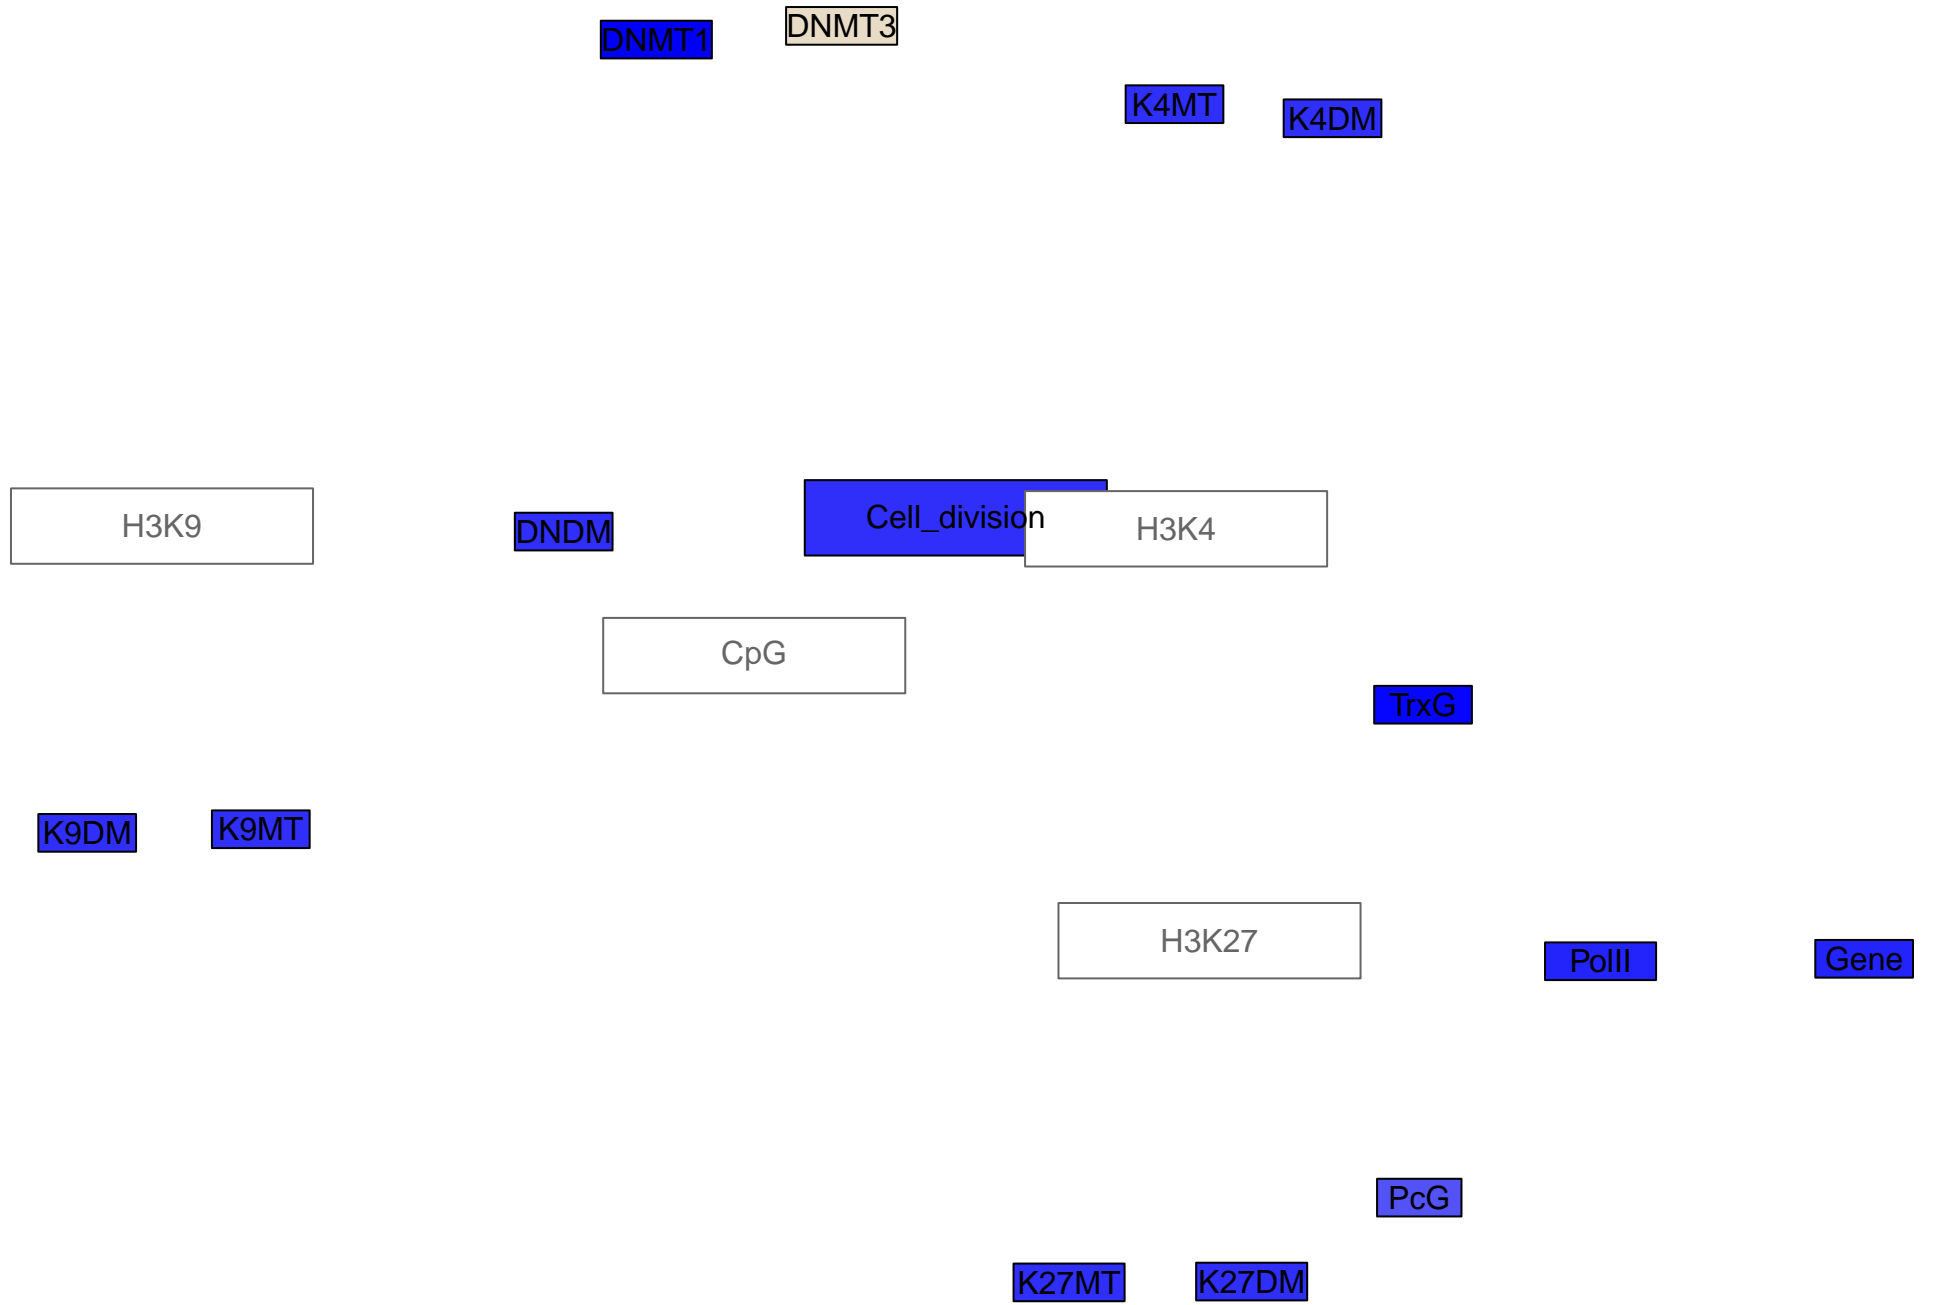 DNMT1
DNMT3
K4MT
K4DM
H3K9
DNDM
Cell_division
H3K4
CpG
TrxG
K9DM
K9MT
H3K27
PolII
Gene
PcG
K27MT
K27DM